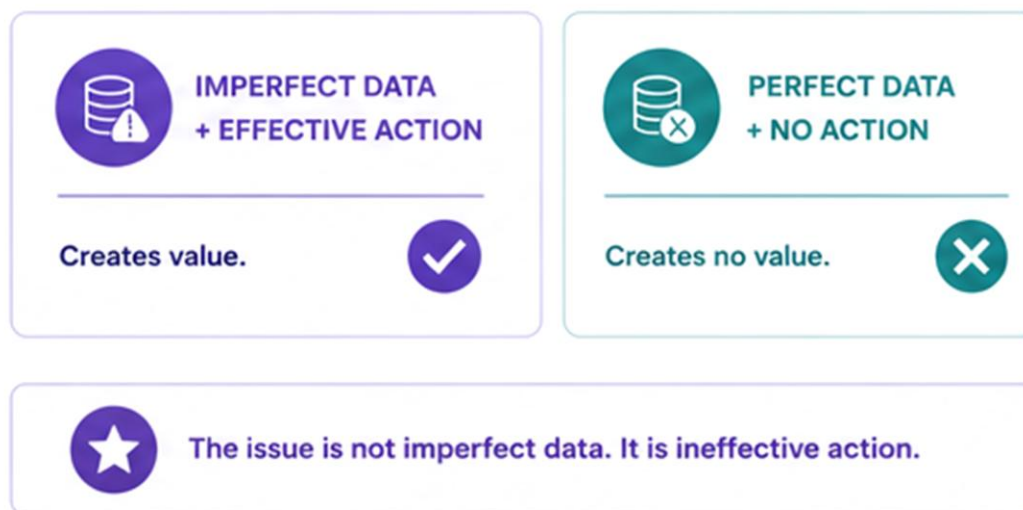 IMPERFECT DATA
+ EFFECTIVE ACTION
Creates value.
PERFECT DATA
+ NO ACTION
Creates no value.
The issue is not imperfect data. It is ineffective action.